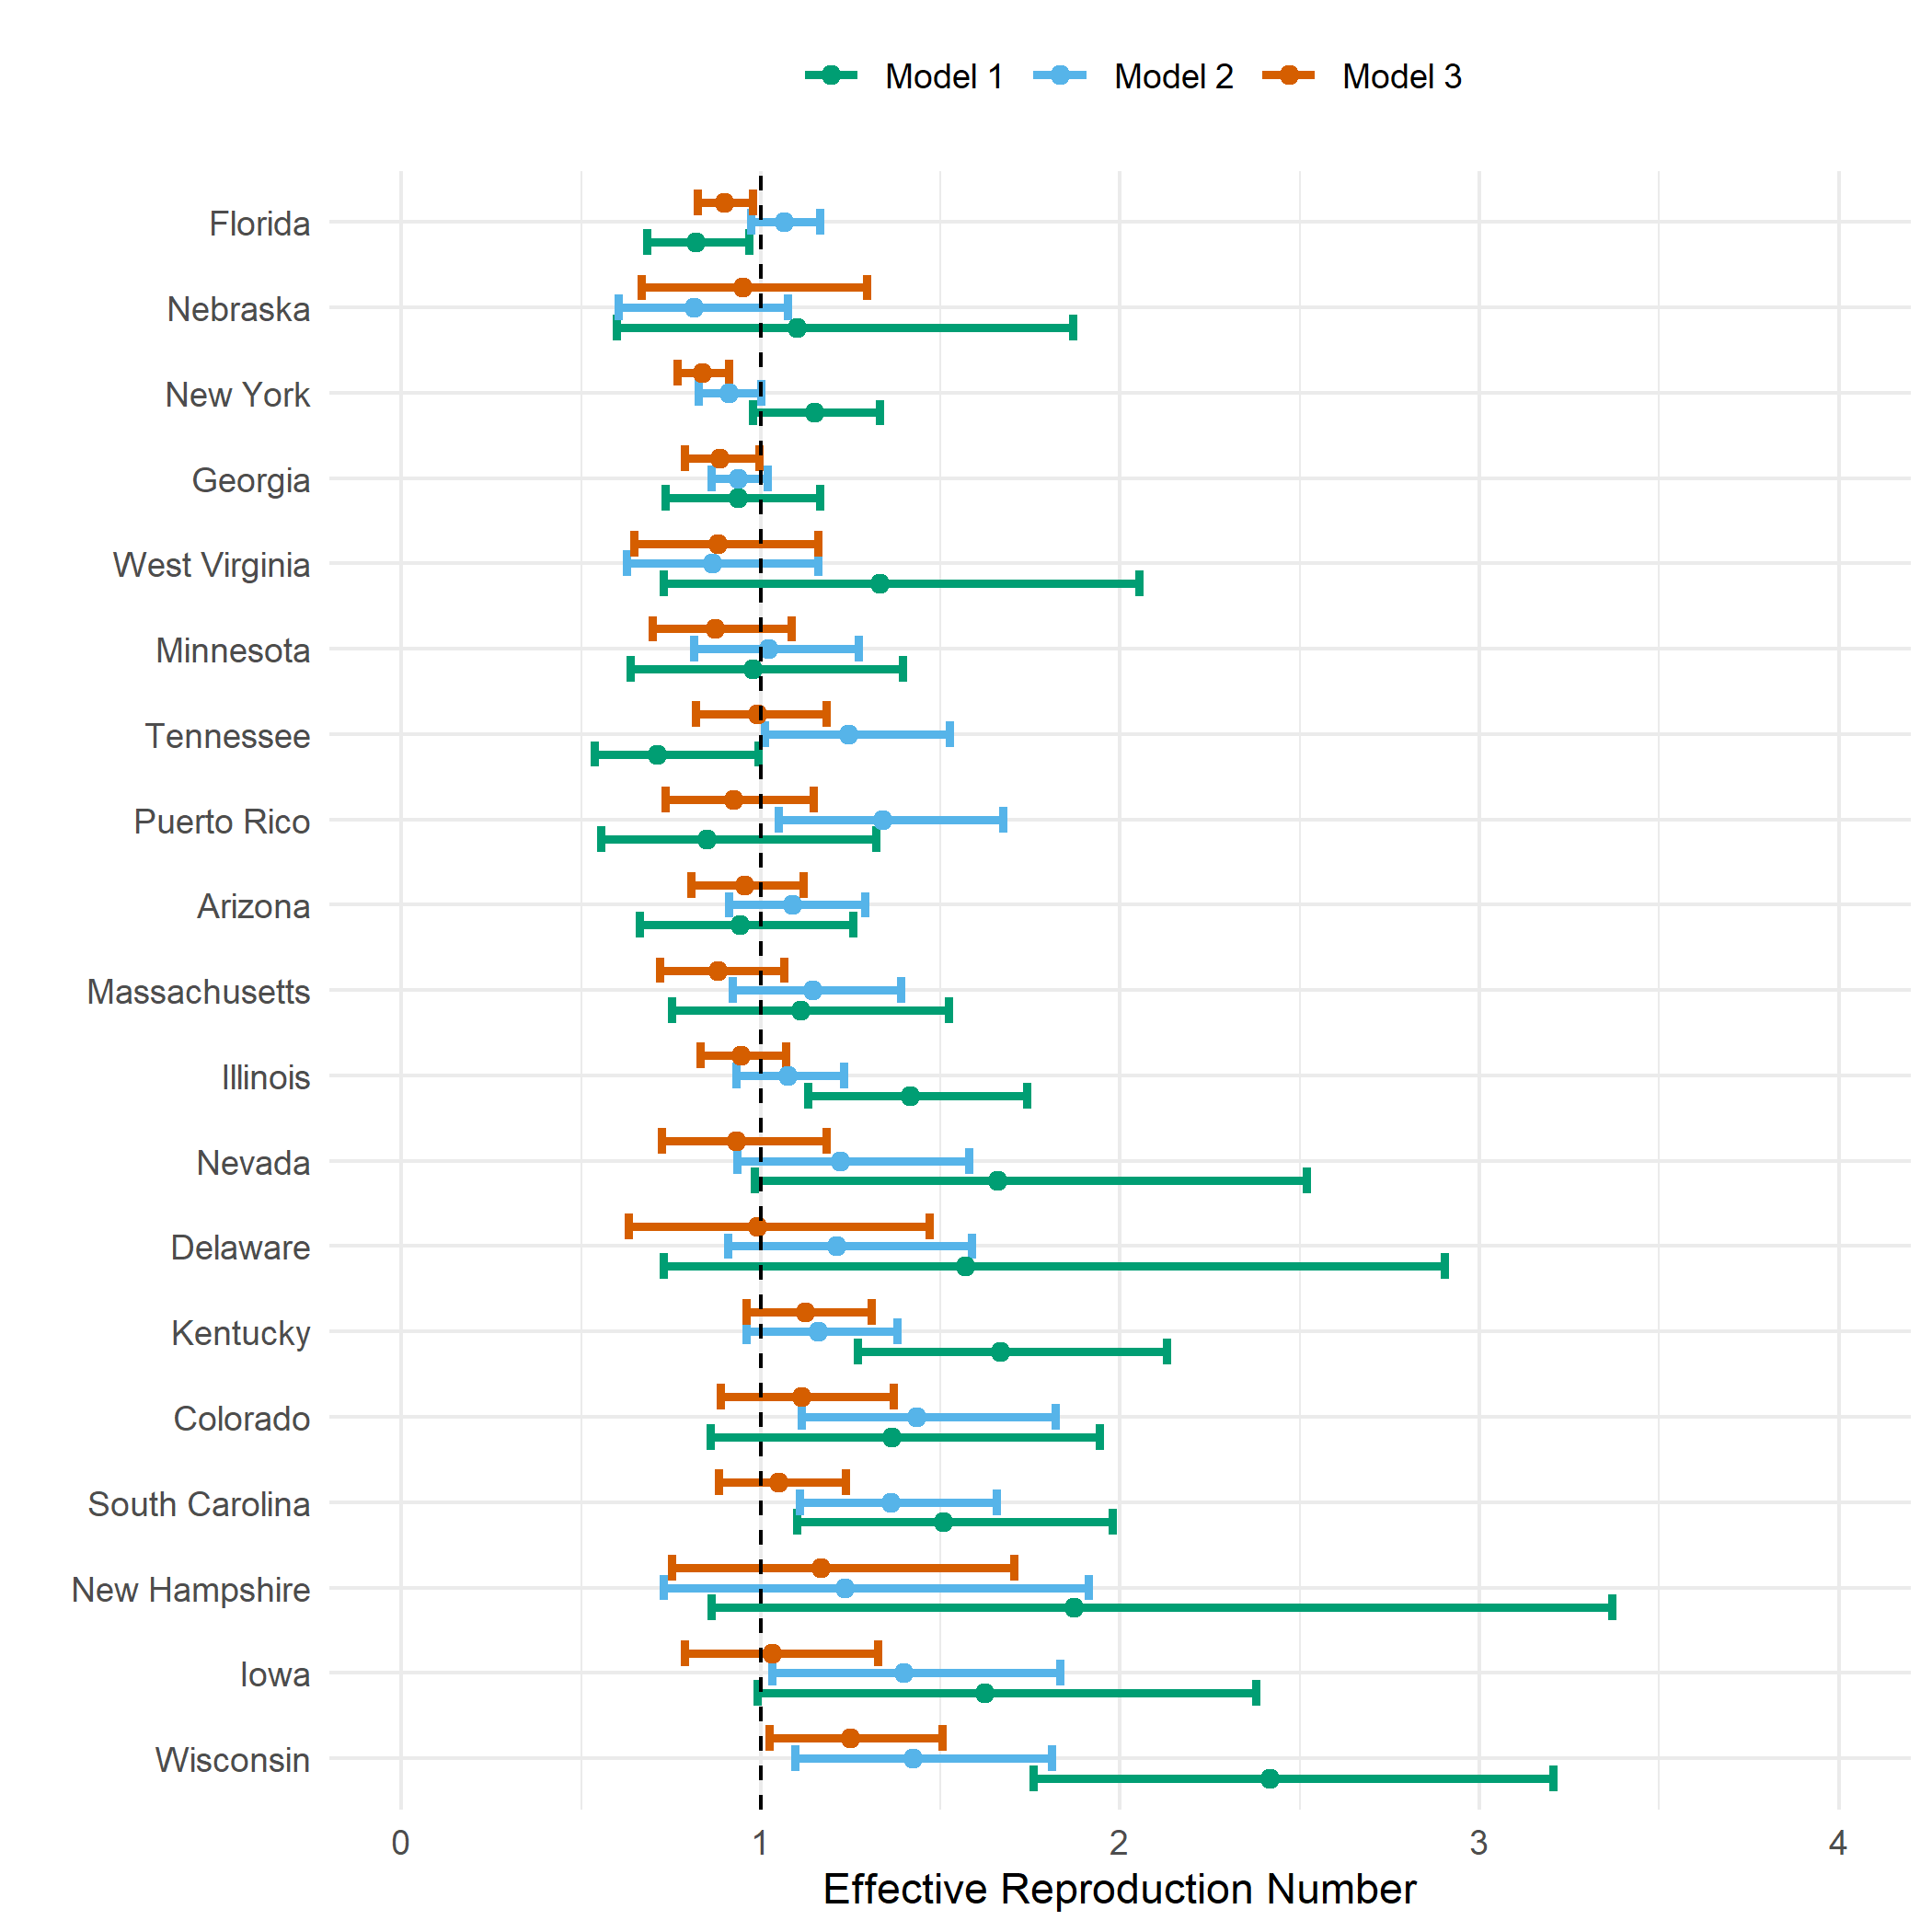 Model 1 Model 2 Model 3
Florida
Nebraska
New York
Georgia
West Virginia
Minnesota
Tennessee
Puerto Rico
Arizona
Massachusetts
Illinois
Nevada
Delaware
Kentucky
Colorado
South Carolina
New Hampshire
Iowa
Wisconsin
0 1 2 3 4
Effective Reproduction Number